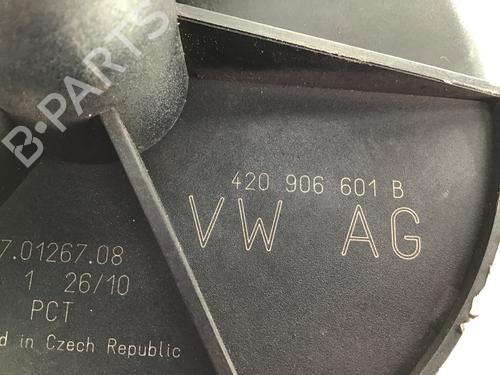 B-PARTS
420 906 601 B
VW AG
7.01267.08
1 26/10
PCT
in Czech Republic